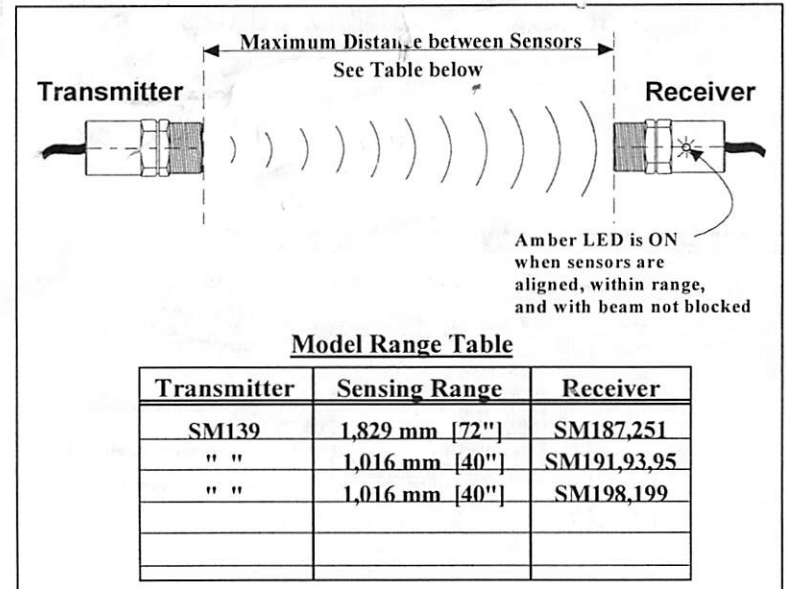 Maximum Distance between Sensors
See Table below
Transmitter
Receiver
Amber LED is ON
when sensors are
aligned, within range,
and with beam not blocked
Model Range Table
Transmitter Sensing Range Receiver
SM139 1,829 mm [72"] SM187,251
" " 1,016 mm [40"] SM191,93,95
" " 1,016 mm [40"] SM198,199